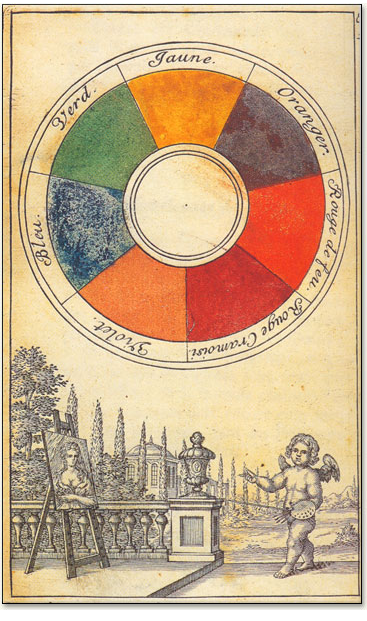 Jaune.
Oranger.
Rouge de feu.
Rouge Cramoisi.
Violet.
Bleu.
Verd.